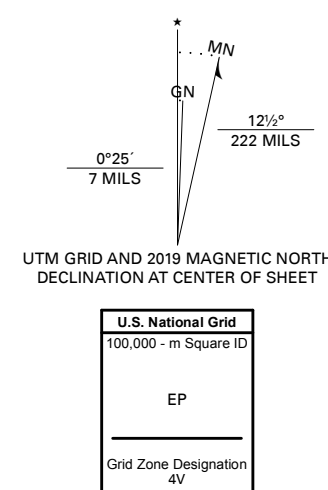 ★
MN
GN
0°25´
7 MILS
12½°
222 MILS
UTM GRID AND 2019 MAGNETIC NORTH
DECLINATION AT CENTER OF SHEET
U.S. National Grid
100,000 - m Square ID
EP
Grid Zone Designation
4V